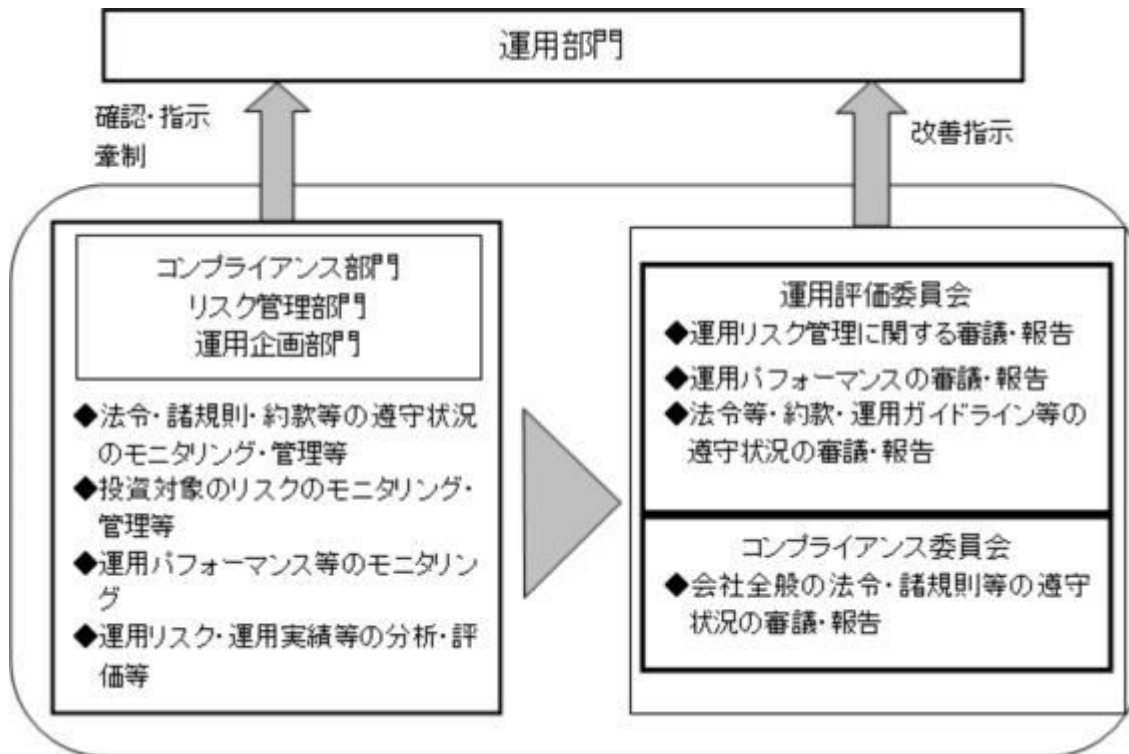 運用部門
確認・指示
牽制
改善指示
コンプライアンス部門
リスク管理部門
運用企画部門
◆法令・諸規則・約款等の遵守状況
のモニタリング・管理等
◆投資対象のリスクのモニタリング・
管理等
◆運用パフォーマンス等のモニタリン
グ
◆運用リスク・運用実績等の分析・評
価等
運用評価委員会
◆運用リスク管理に関する審議・報告
◆運用パフォーマンスの審議・報告
◆法令等・約款・運用ガイドライン等の
遵守状況の審議・報告
コンプライアンス委員会
◆会社全般の法令・諸規則等の遵守
状況の審議・報告